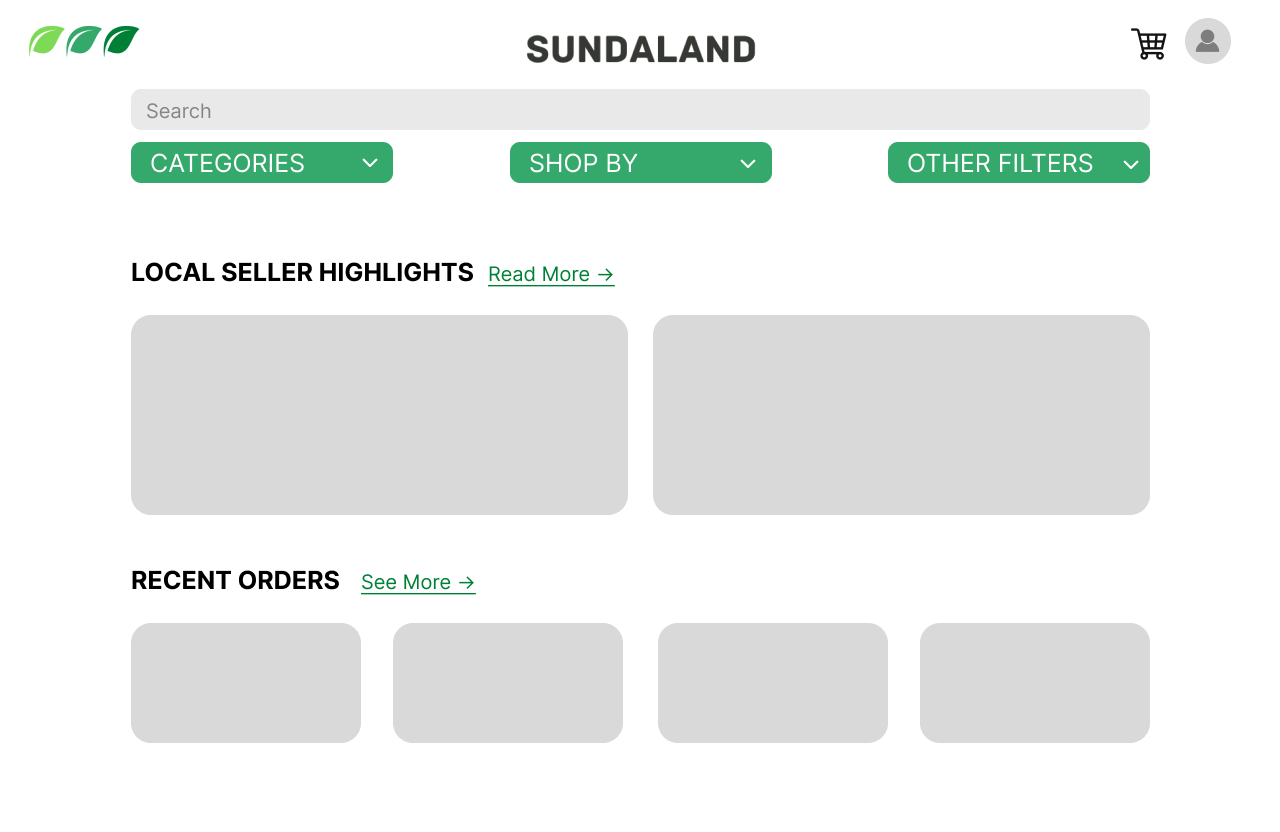 SUNDALAND
Search
CATEGORIES
SHOP BY
OTHER FILTERS
LOCAL SELLER HIGHLIGHTS Read More →
RECENT ORDERS See More →